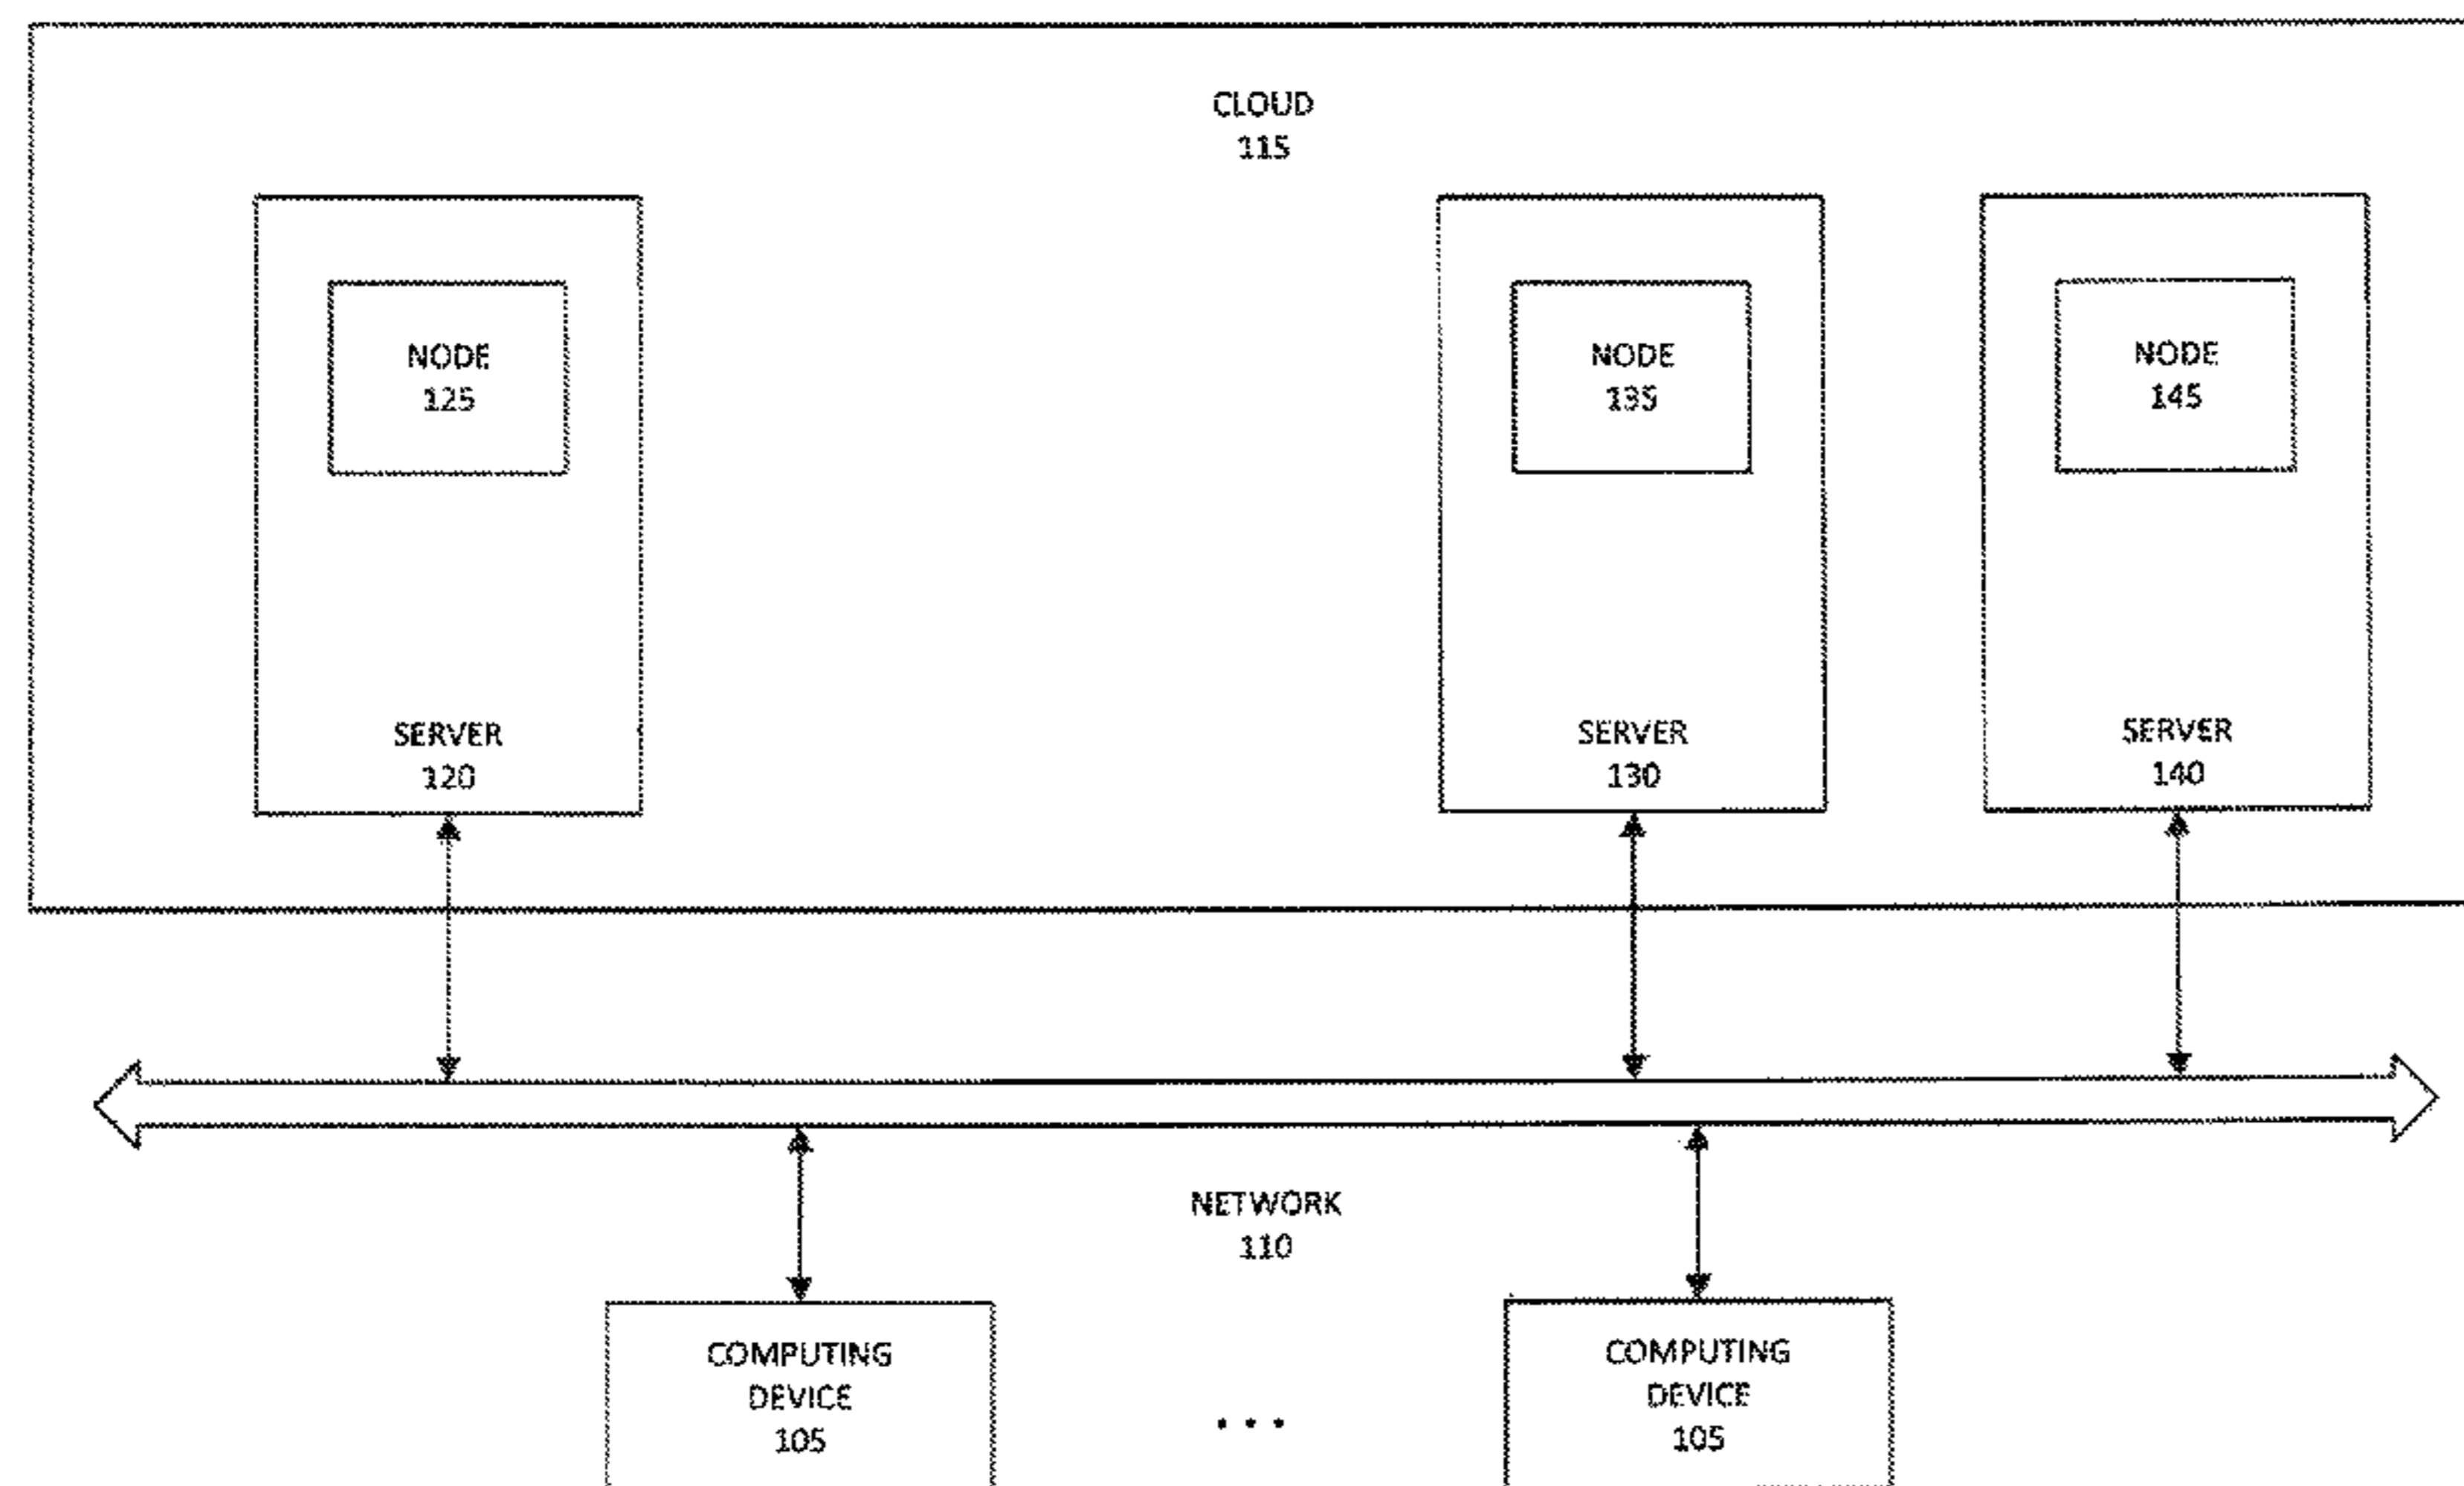 CLOUD
115
NODE
125
NODE
135
NODE
145
SERVER
120
SERVER
130
SERVER
140
NETWORK
110
COMPUTING
DEVICE
105
...
COMPUTING
DEVICE
105